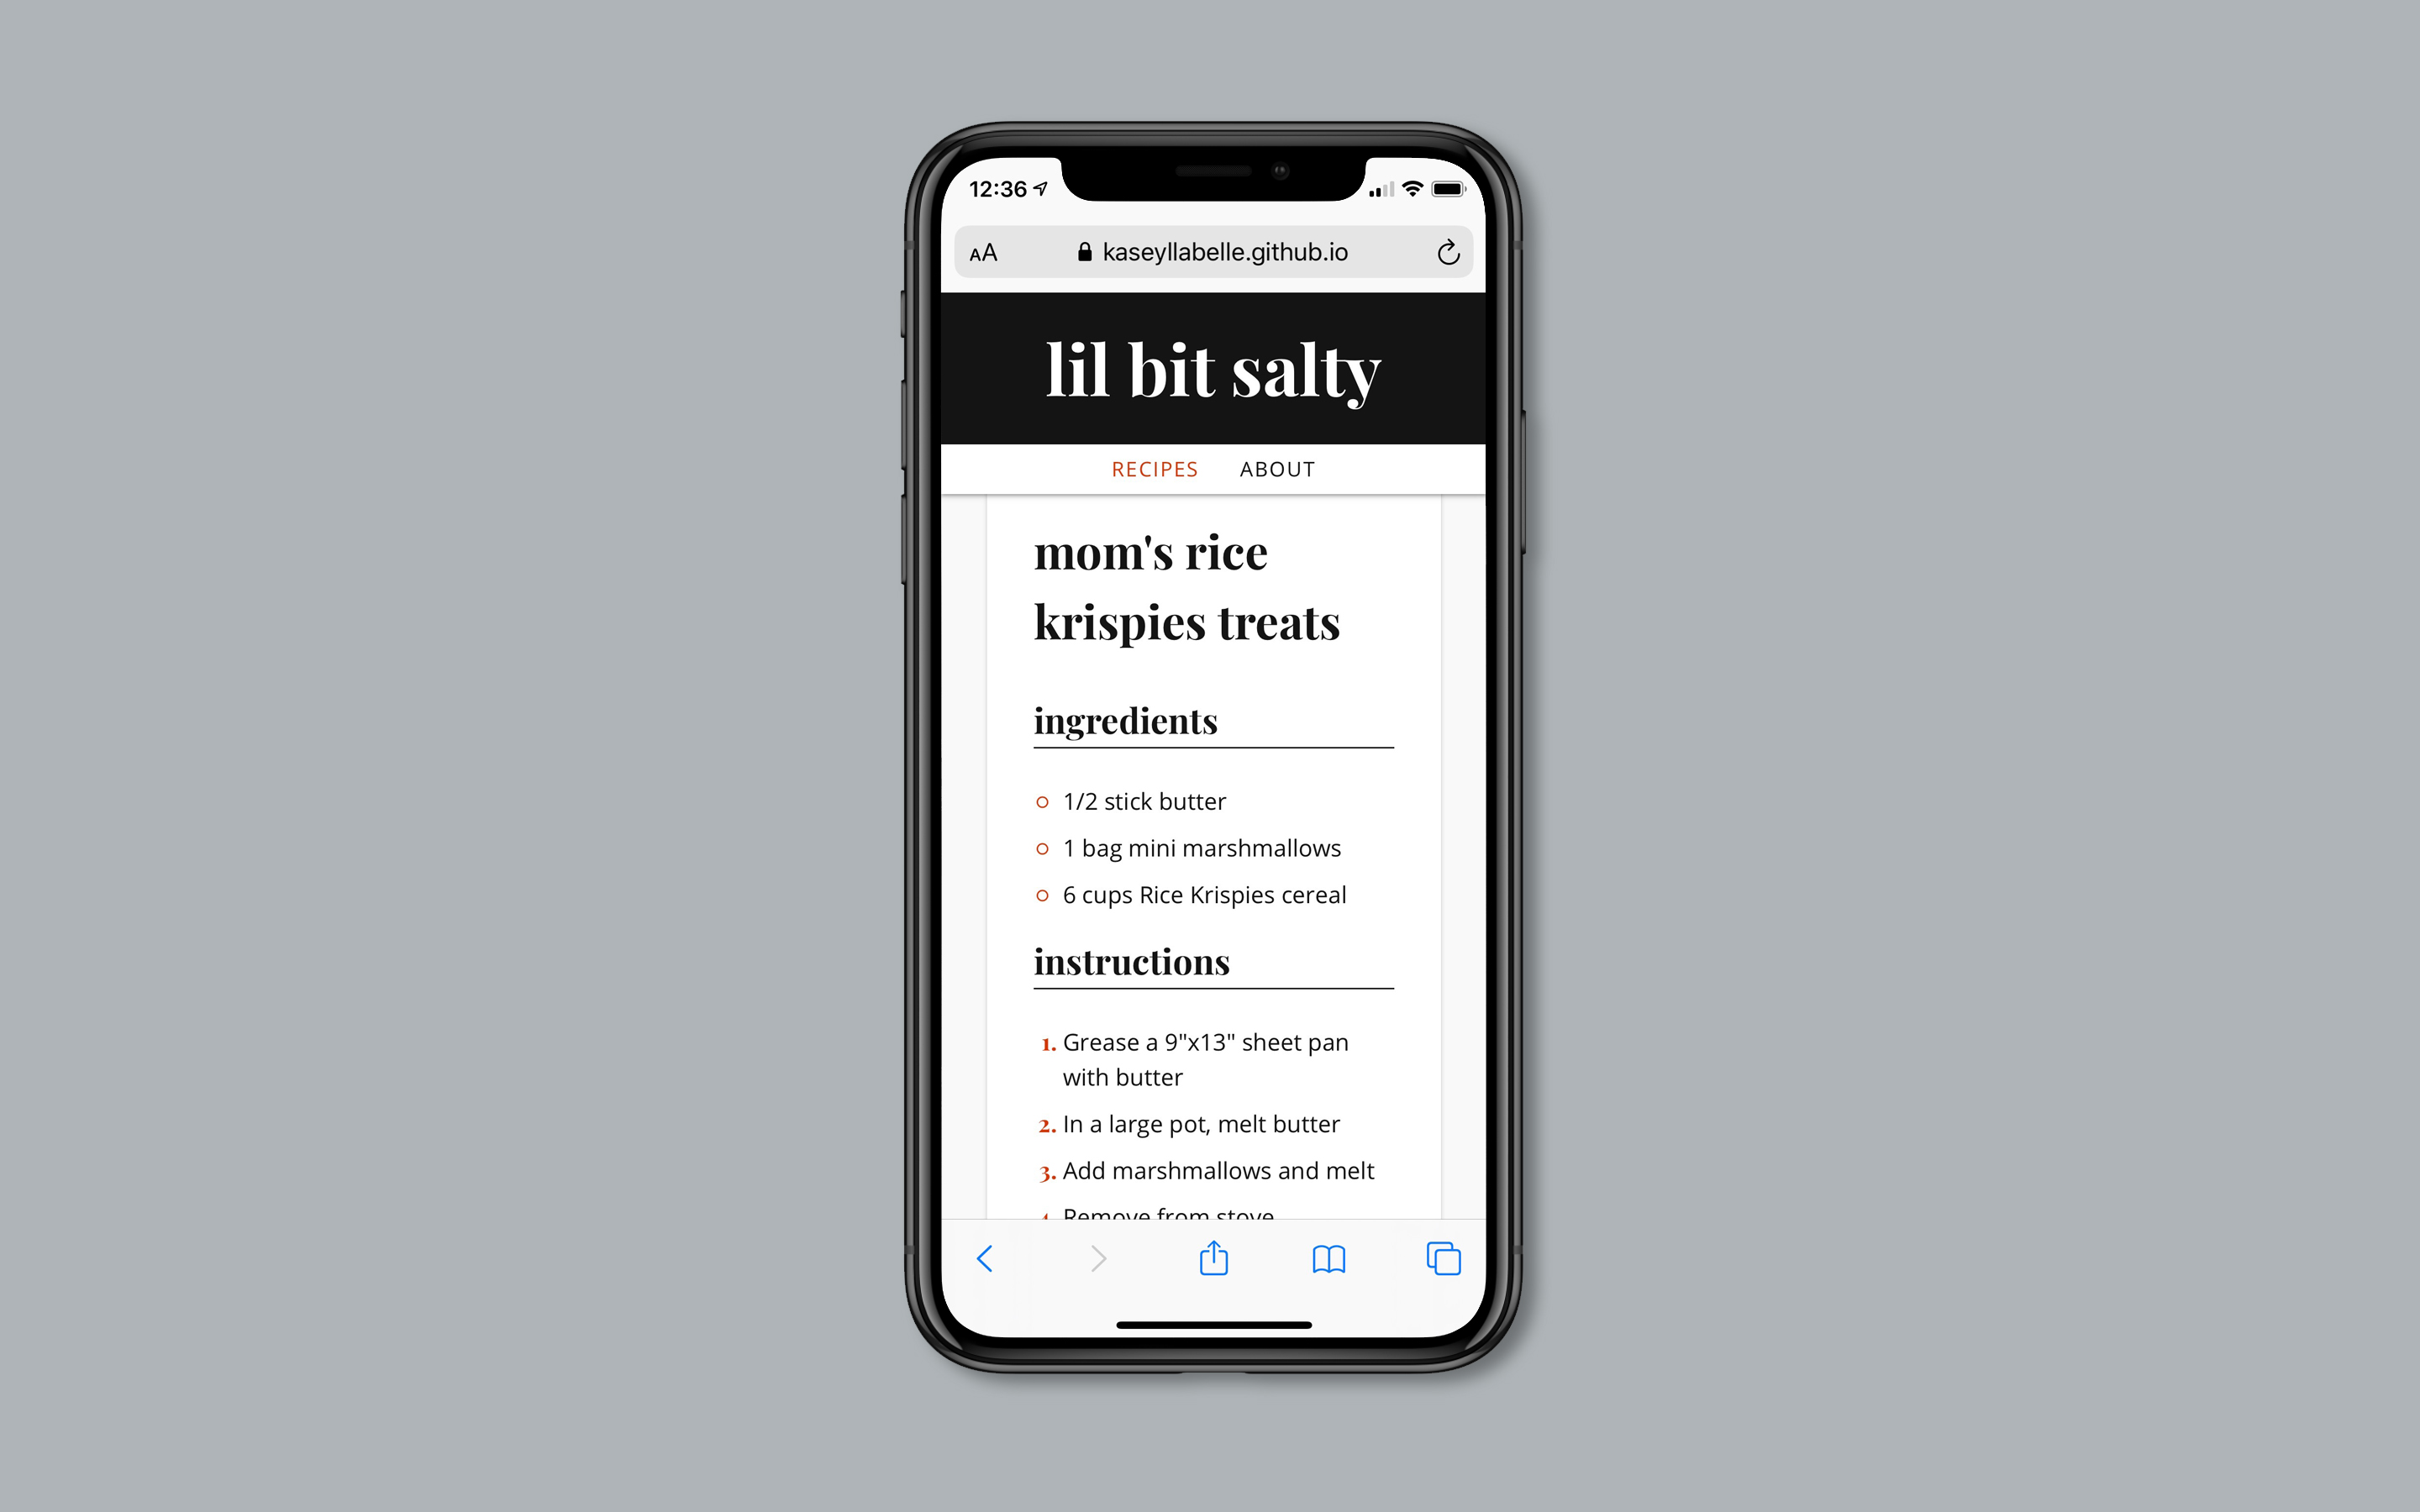 12:36
AA kaseyllabelle.github.io
lil bit salty
RECIPES ABOUT
mom's rice
krispies treats
ingredients
1/2 stick butter
1 bag mini marshmallows
6 cups Rice Krispies cereal
instructions
1. Grease a 9"x13" sheet pan
with butter
2. In a large pot, melt butter
3. Add marshmallows and melt
4. Remove from stove